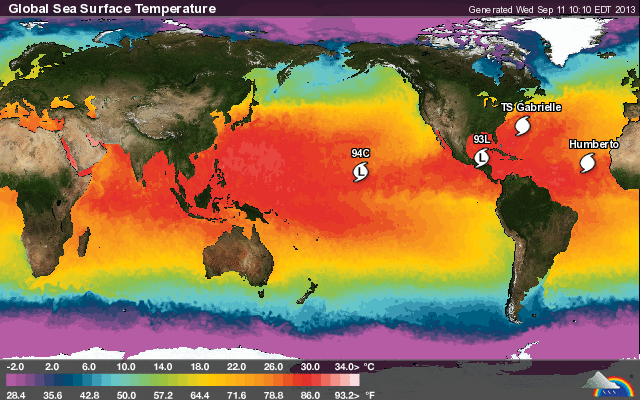 Global Sea Surface Temperature
Generated Wed Sep 11 10:10 EDT 2013
TS Gabrielle
93L
L
Humberto
94C
L
-2.0 2.0 6.0 10.0 14.0 18.0 22.0 26.0 30.0 34.0> °C
28.4 35.6 42.8 50.0 57.2 64.4 71.6 78.8 86.0 93.2> °F